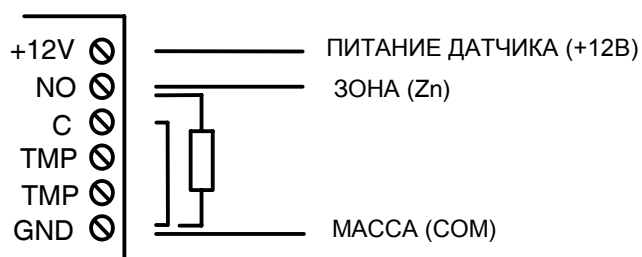 +12V ПИТАНИЕ ДАТЧИКА (+12В)
NO ЗОНА (Zn)
C
TMP
TMP
GND МАССА (COM)